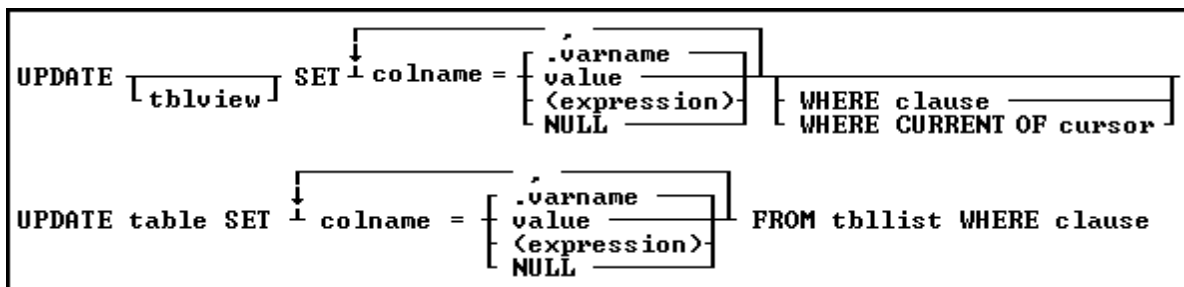 ,
.varname
UPDATE tblview SET colname = value
(expression)
NULL
WHERE clause
WHERE CURRENT OF cursor
,
.varname
UPDATE table SET colname = value FROM tbllist WHERE clause
(expression)
NULL